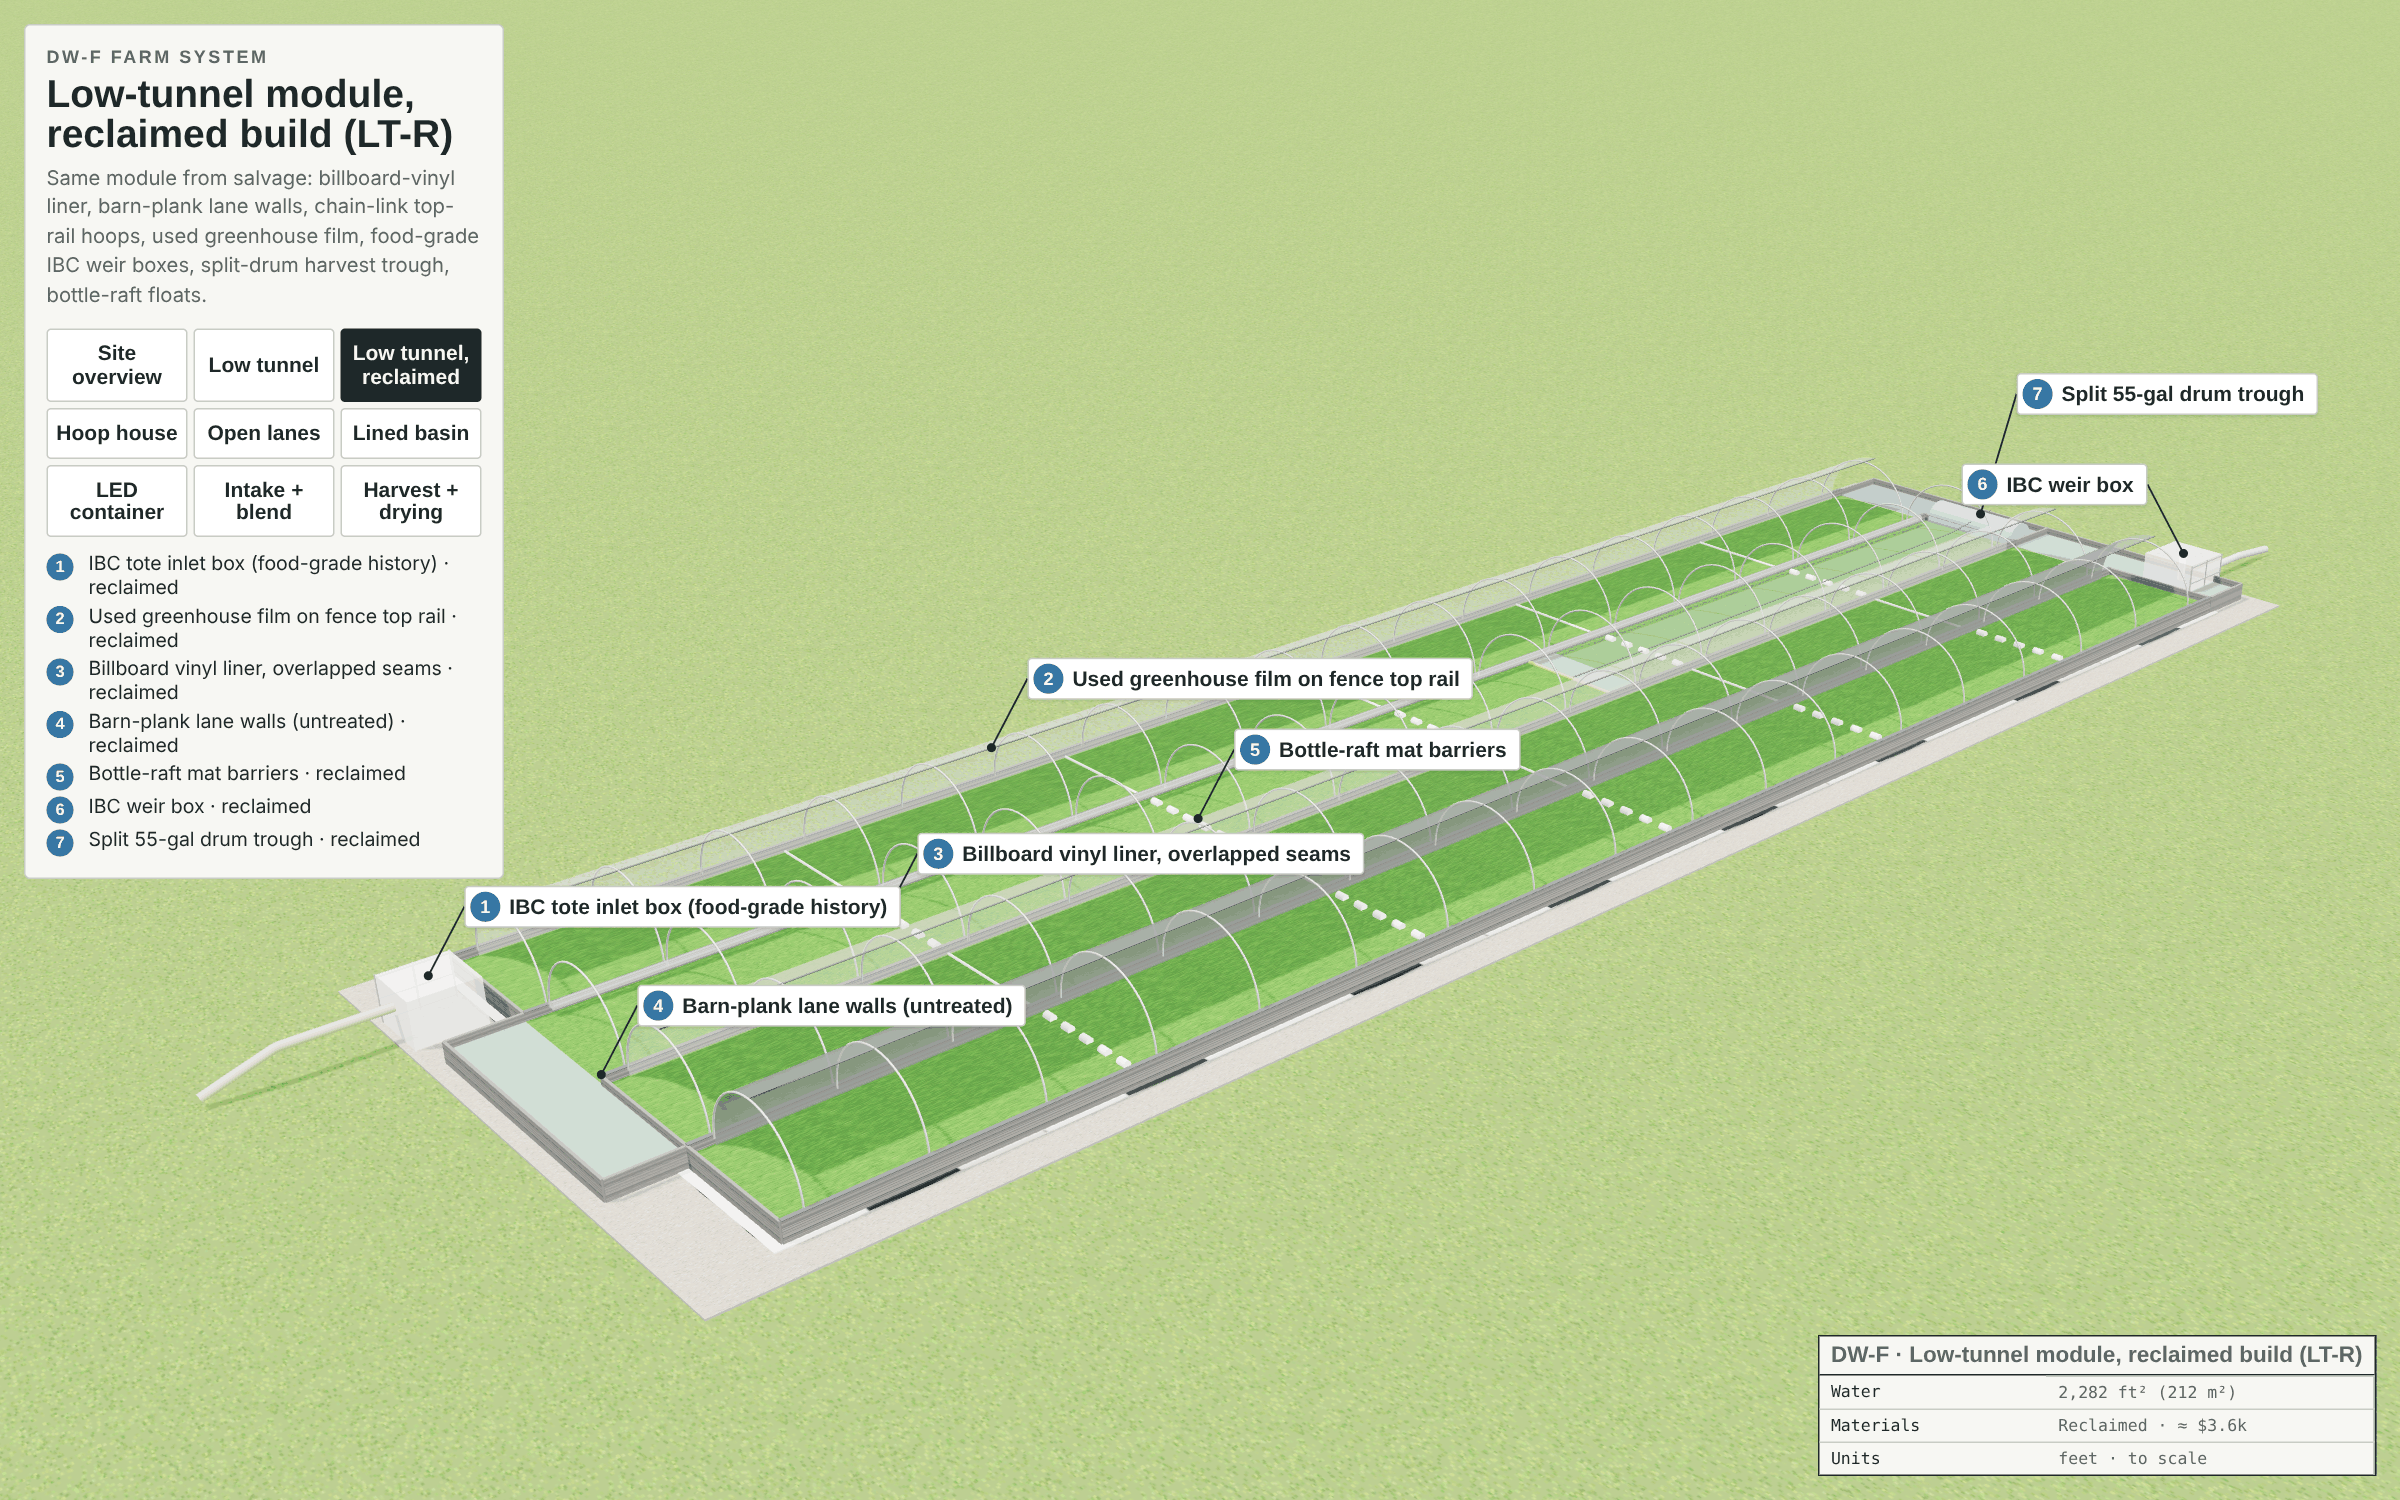 DW-F FARM SYSTEM
Low-tunnel module,
reclaimed build (LT-R)
Same module from salvage: billboard-vinyl
liner, barn-plank lane walls, chain-link top-
rail hoops, used greenhouse film, food-grade
IBC weir boxes, split-drum harvest trough,
bottle-raft floats.
Site
overview
Low tunnel
Low tunnel,
reclaimed
Hoop house
Open lanes
Lined basin
LED
container
Intake +
blend
Harvest +
drying
1 IBC tote inlet box (food-grade history) ·
reclaimed
2 Used greenhouse film on fence top rail ·
reclaimed
3 Billboard vinyl liner, overlapped seams ·
reclaimed
4 Barn-plank lane walls (untreated) ·
reclaimed
5 Bottle-raft mat barriers · reclaimed
6 IBC weir box · reclaimed
7 Split 55-gal drum trough · reclaimed
7 Split 55-gal drum trough
6 IBC weir box
2 Used greenhouse film on fence top rail
5 Bottle-raft mat barriers
3 Billboard vinyl liner, overlapped seams
1 IBC tote inlet box (food-grade history)
4 Barn-plank lane walls (untreated)
DW-F · Low-tunnel module, reclaimed build (LT-R)
Water 2,282 ft² (212 m²)
Materials Reclaimed · ≈ $3.6k
Units feet · to scale